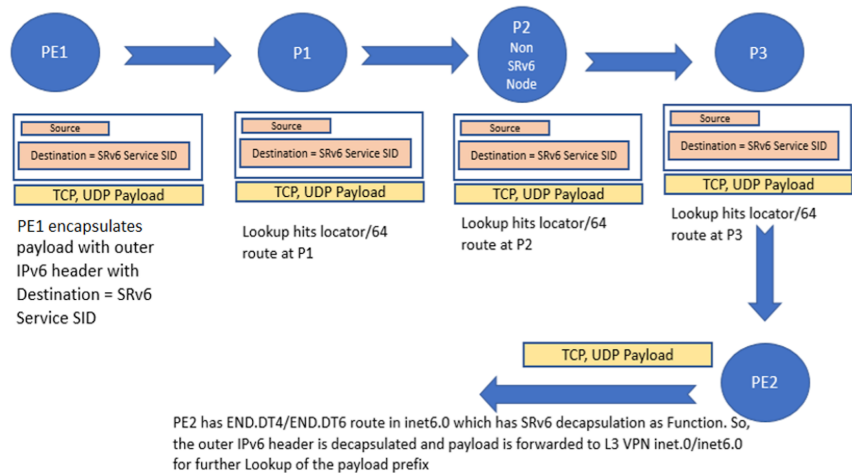 PE1
P1
P2
Non
SRv6
Node
P3
Source
Destination = SRv6 Service SID
TCP, UDP Payload
PE1 encapsulates
payload with outer
IPv6 header with
Destination = SRv6
Service SID
Source
Destination = SRv6 Service SID
TCP, UDP Payload
Lookup hits locator/64
route at P1
Source
Destination = SRv6 Service SID
TCP, UDP Payload
Lookup hits locator/64
route at P2
Source
Destination = SRv6 Service SID
TCP, UDP Payload
Lookup hits locator/64
route at P3
TCP, UDP Payload
PE2
PE2 has END.DT4/END.DT6 route in inet6.0 which has SRv6 decapsulation as Function. So,
the outer IPv6 header is decapsulated and payload is forwarded to L3 VPN inet.0/inet6.0
for further Lookup of the payload prefix